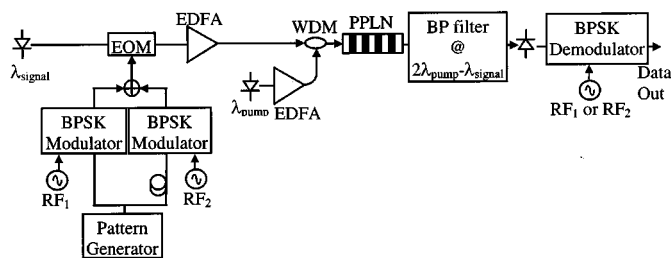 EDFA
WDM
PPLN
BP filter
@
2λpump-λsignal
BPSK
Demodulator
EOM
λsignal
λpump
EDFA
Data
Out
RF1 or RF2
BPSK
Modulator
BPSK
Modulator
RF1
RF2
Pattern
Generator